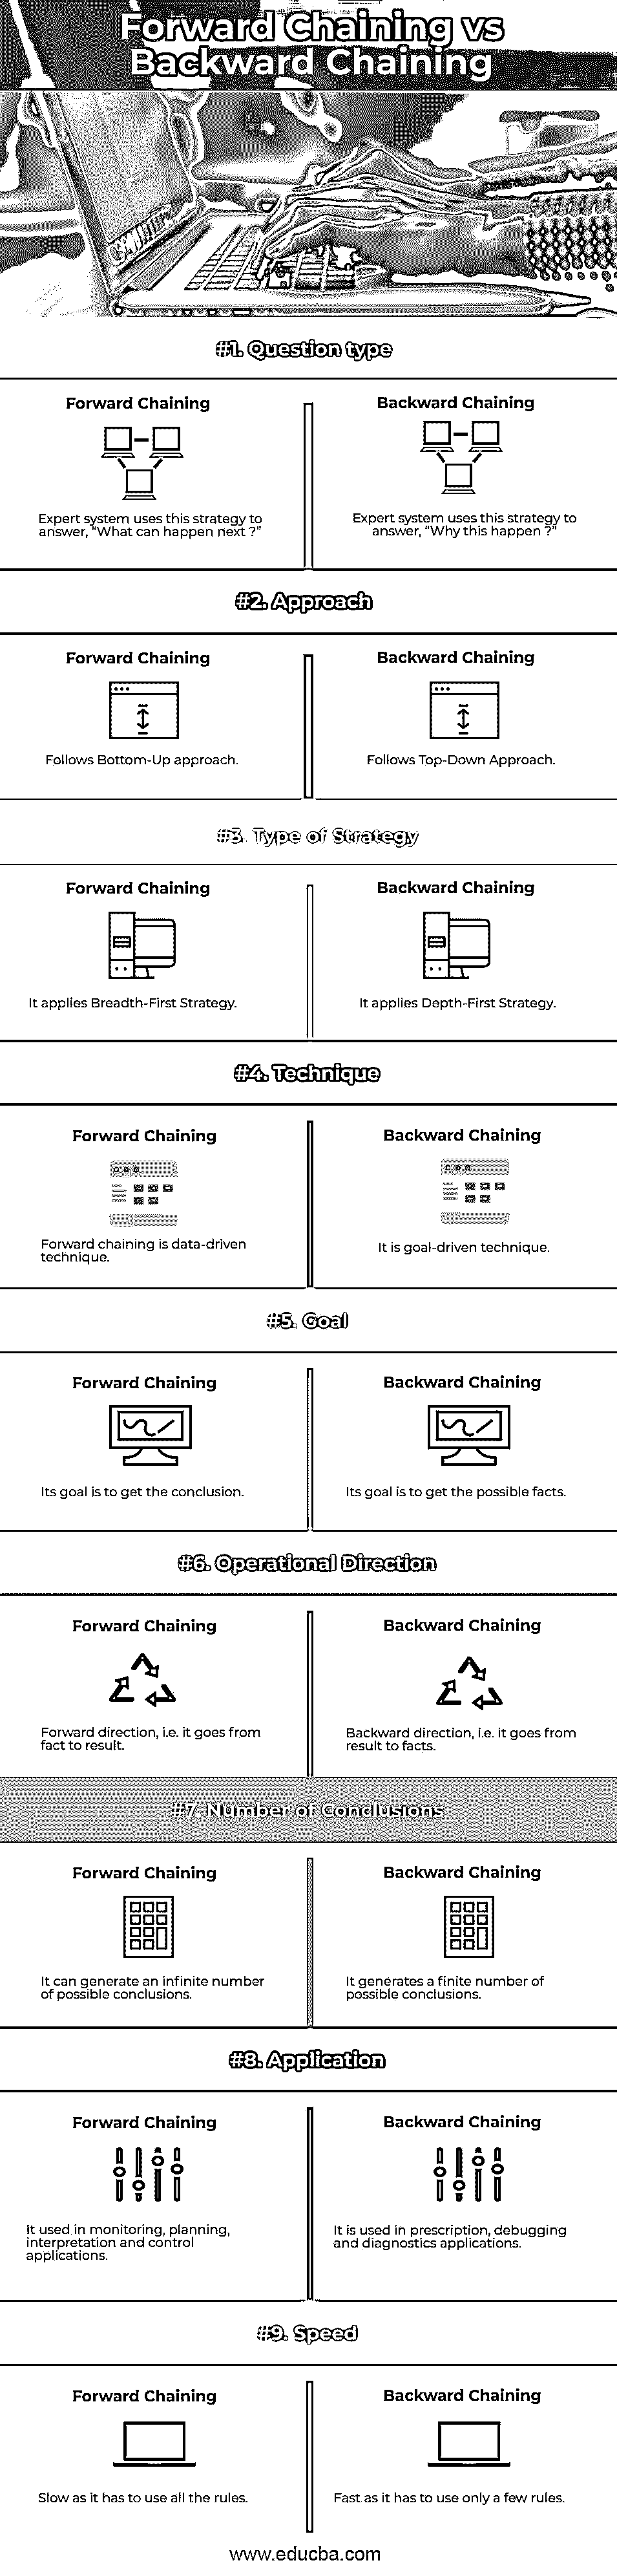 Forward Chaining vs
Backward Chaining
#1. Question type
Forward Chaining
Expert system uses this strategy to
answer, "What can happen next ?"
Backward Chaining
Expert system uses this strategy to
answer, "Why this happen ?"
#2. Approach
Forward Chaining
Follows Bottom-Up approach.
Backward Chaining
Follows Top-Down Approach.
#3. Type of Strategy
Forward Chaining
It applies Breadth-First Strategy.
Backward Chaining
It applies Depth-First Strategy.
#4. Technique
Forward Chaining
Forward chaining is data-driven
technique.
Backward Chaining
It is goal-driven technique.
#5. Goal
Forward Chaining
Its goal is to get the conclusion.
Backward Chaining
Its goal is to get the possible facts.
#6. Operational Direction
Forward Chaining
Forward direction, i.e. it goes from
fact to result.
Backward Chaining
Backward direction, i.e. it goes from
result to facts.
#7. Number of Conclusions
Forward Chaining
It can generate an infinite number
of possible conclusions.
Backward Chaining
It generates a finite number of
possible conclusions.
#8. Application
Forward Chaining
It used in monitoring, planning,
interpretation and control
applications.
Backward Chaining
It is used in prescription, debugging
and diagnostics applications.
#9. Speed
Forward Chaining
Slow as it has to use all the rules.
Backward Chaining
Fast as it has to use only a few rules.
www.educba.com